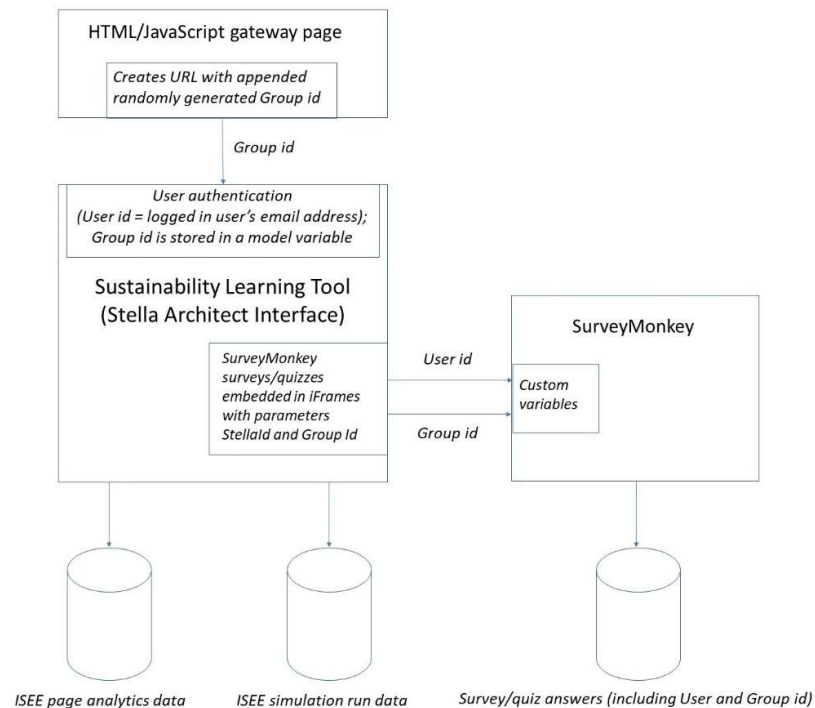 HTML/JavaScript gateway page
Creates URL with appended
randomly generated Group id
Group id
User authentication
(User id = logged in user's email address);
Group id is stored in a model variable
Sustainability Learning Tool
(Stella Architect Interface)
SurveyMonkey
surveys/quizzes
embedded in iFrames
with parameters
StellaId and Group Id
User id
Group id
SurveyMonkey
Custom
variables
ISEE page analytics data
ISEE simulation run data
Survey/quiz answers (including User and Group id)